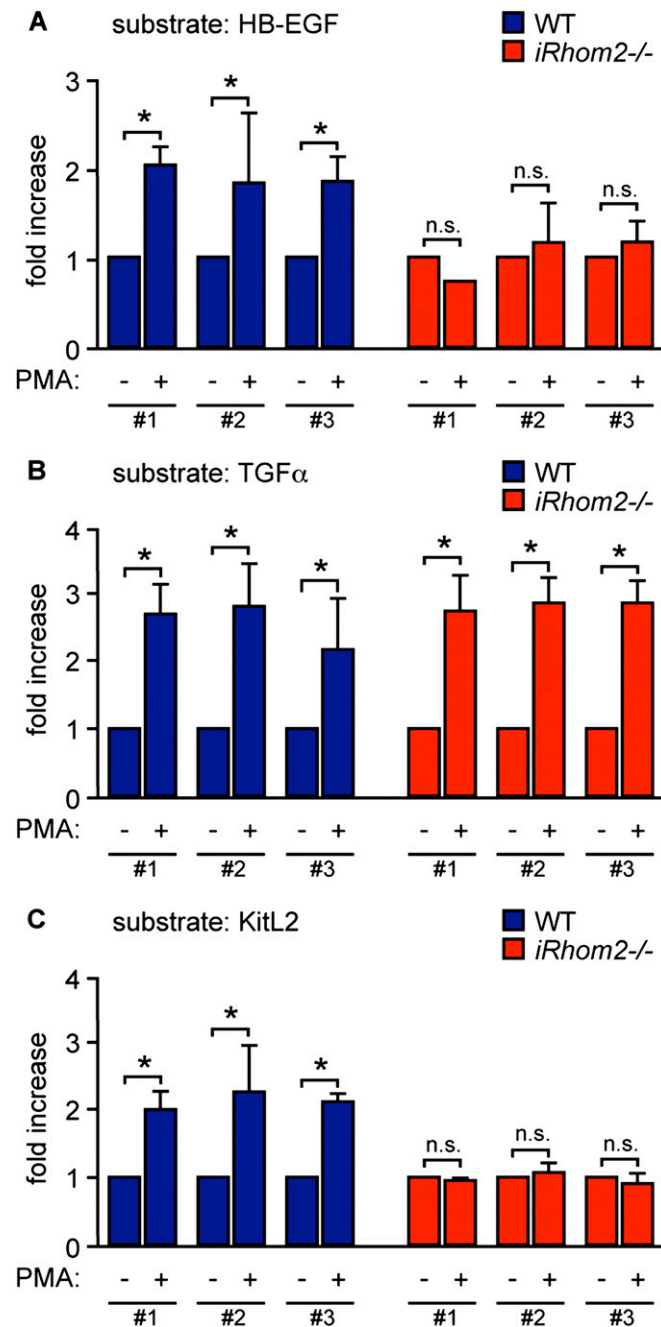 A substrate: HB-EGF
WT
iRhom2-/-
fold increase
3
2
1
0
* * * n.s. n.s. n.s.
PMA: - + - + - + - + - + - +
#1 #2 #3 #1 #2 #3
B substrate: TGFα
WT
iRhom2-/-
fold increase
4
3
2
1
0
* * * * * *
PMA: - + - + - + - + - + - +
#1 #2 #3 #1 #2 #3
C substrate: KitL2
WT
iRhom2-/-
fold increase
4
3
2
1
0
* * * n.s. n.s. n.s.
PMA: - + - + - + - + - + - +
#1 #2 #3 #1 #2 #3